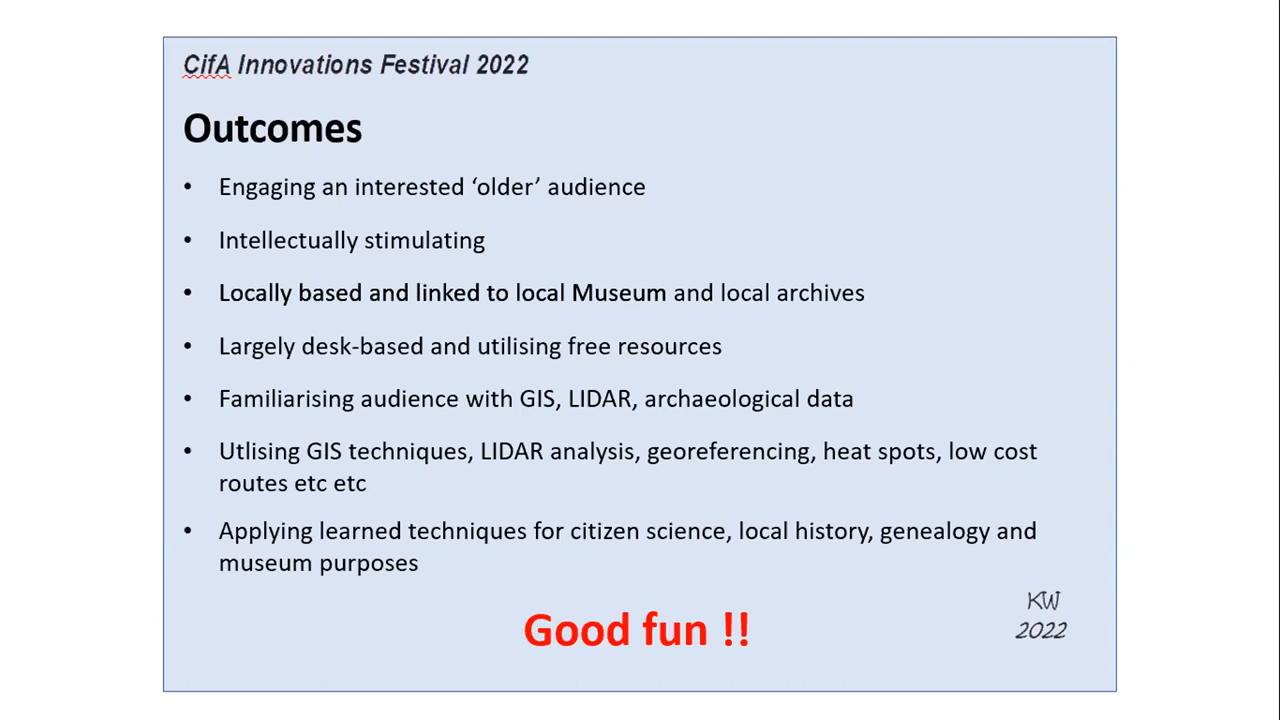 CifA Innovations Festival 2022
Outcomes
• Engaging an interested ‘older’ audience
• Intellectually stimulating
• Locally based and linked to local Museum and local archives
• Largely desk-based and utilising free resources
• Familiarising audience with GIS, LIDAR, archaeological data
• Utlising GIS techniques, LIDAR analysis, georeferencing, heat spots, low cost
routes etc etc
• Applying learned techniques for citizen science, local history, genealogy and
museum purposes
Good fun !!
KW
2022